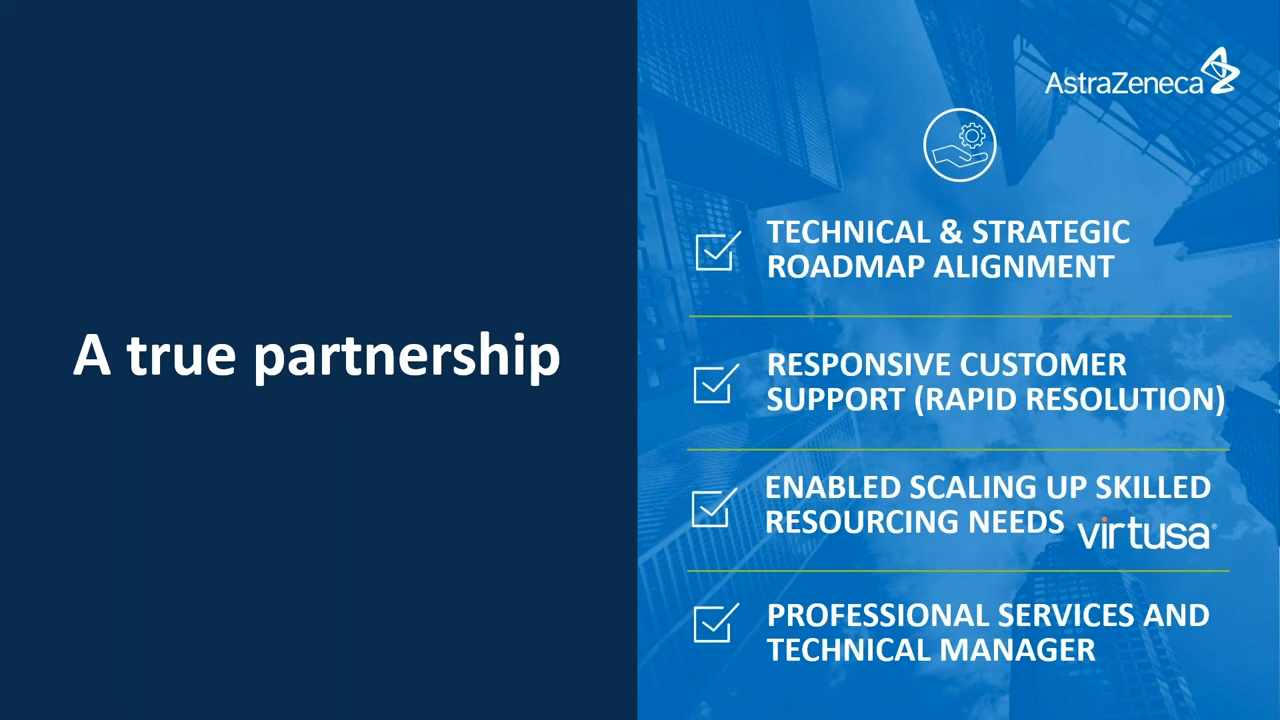 A true partnership
AstraZeneca
TECHNICAL & STRATEGIC
ROADMAP ALIGNMENT
RESPONSIVE CUSTOMER
SUPPORT (RAPID RESOLUTION)
ENABLED SCALING UP SKILLED
RESOURCING NEEDS virtusa®
PROFESSIONAL SERVICES AND
TECHNICAL MANAGER